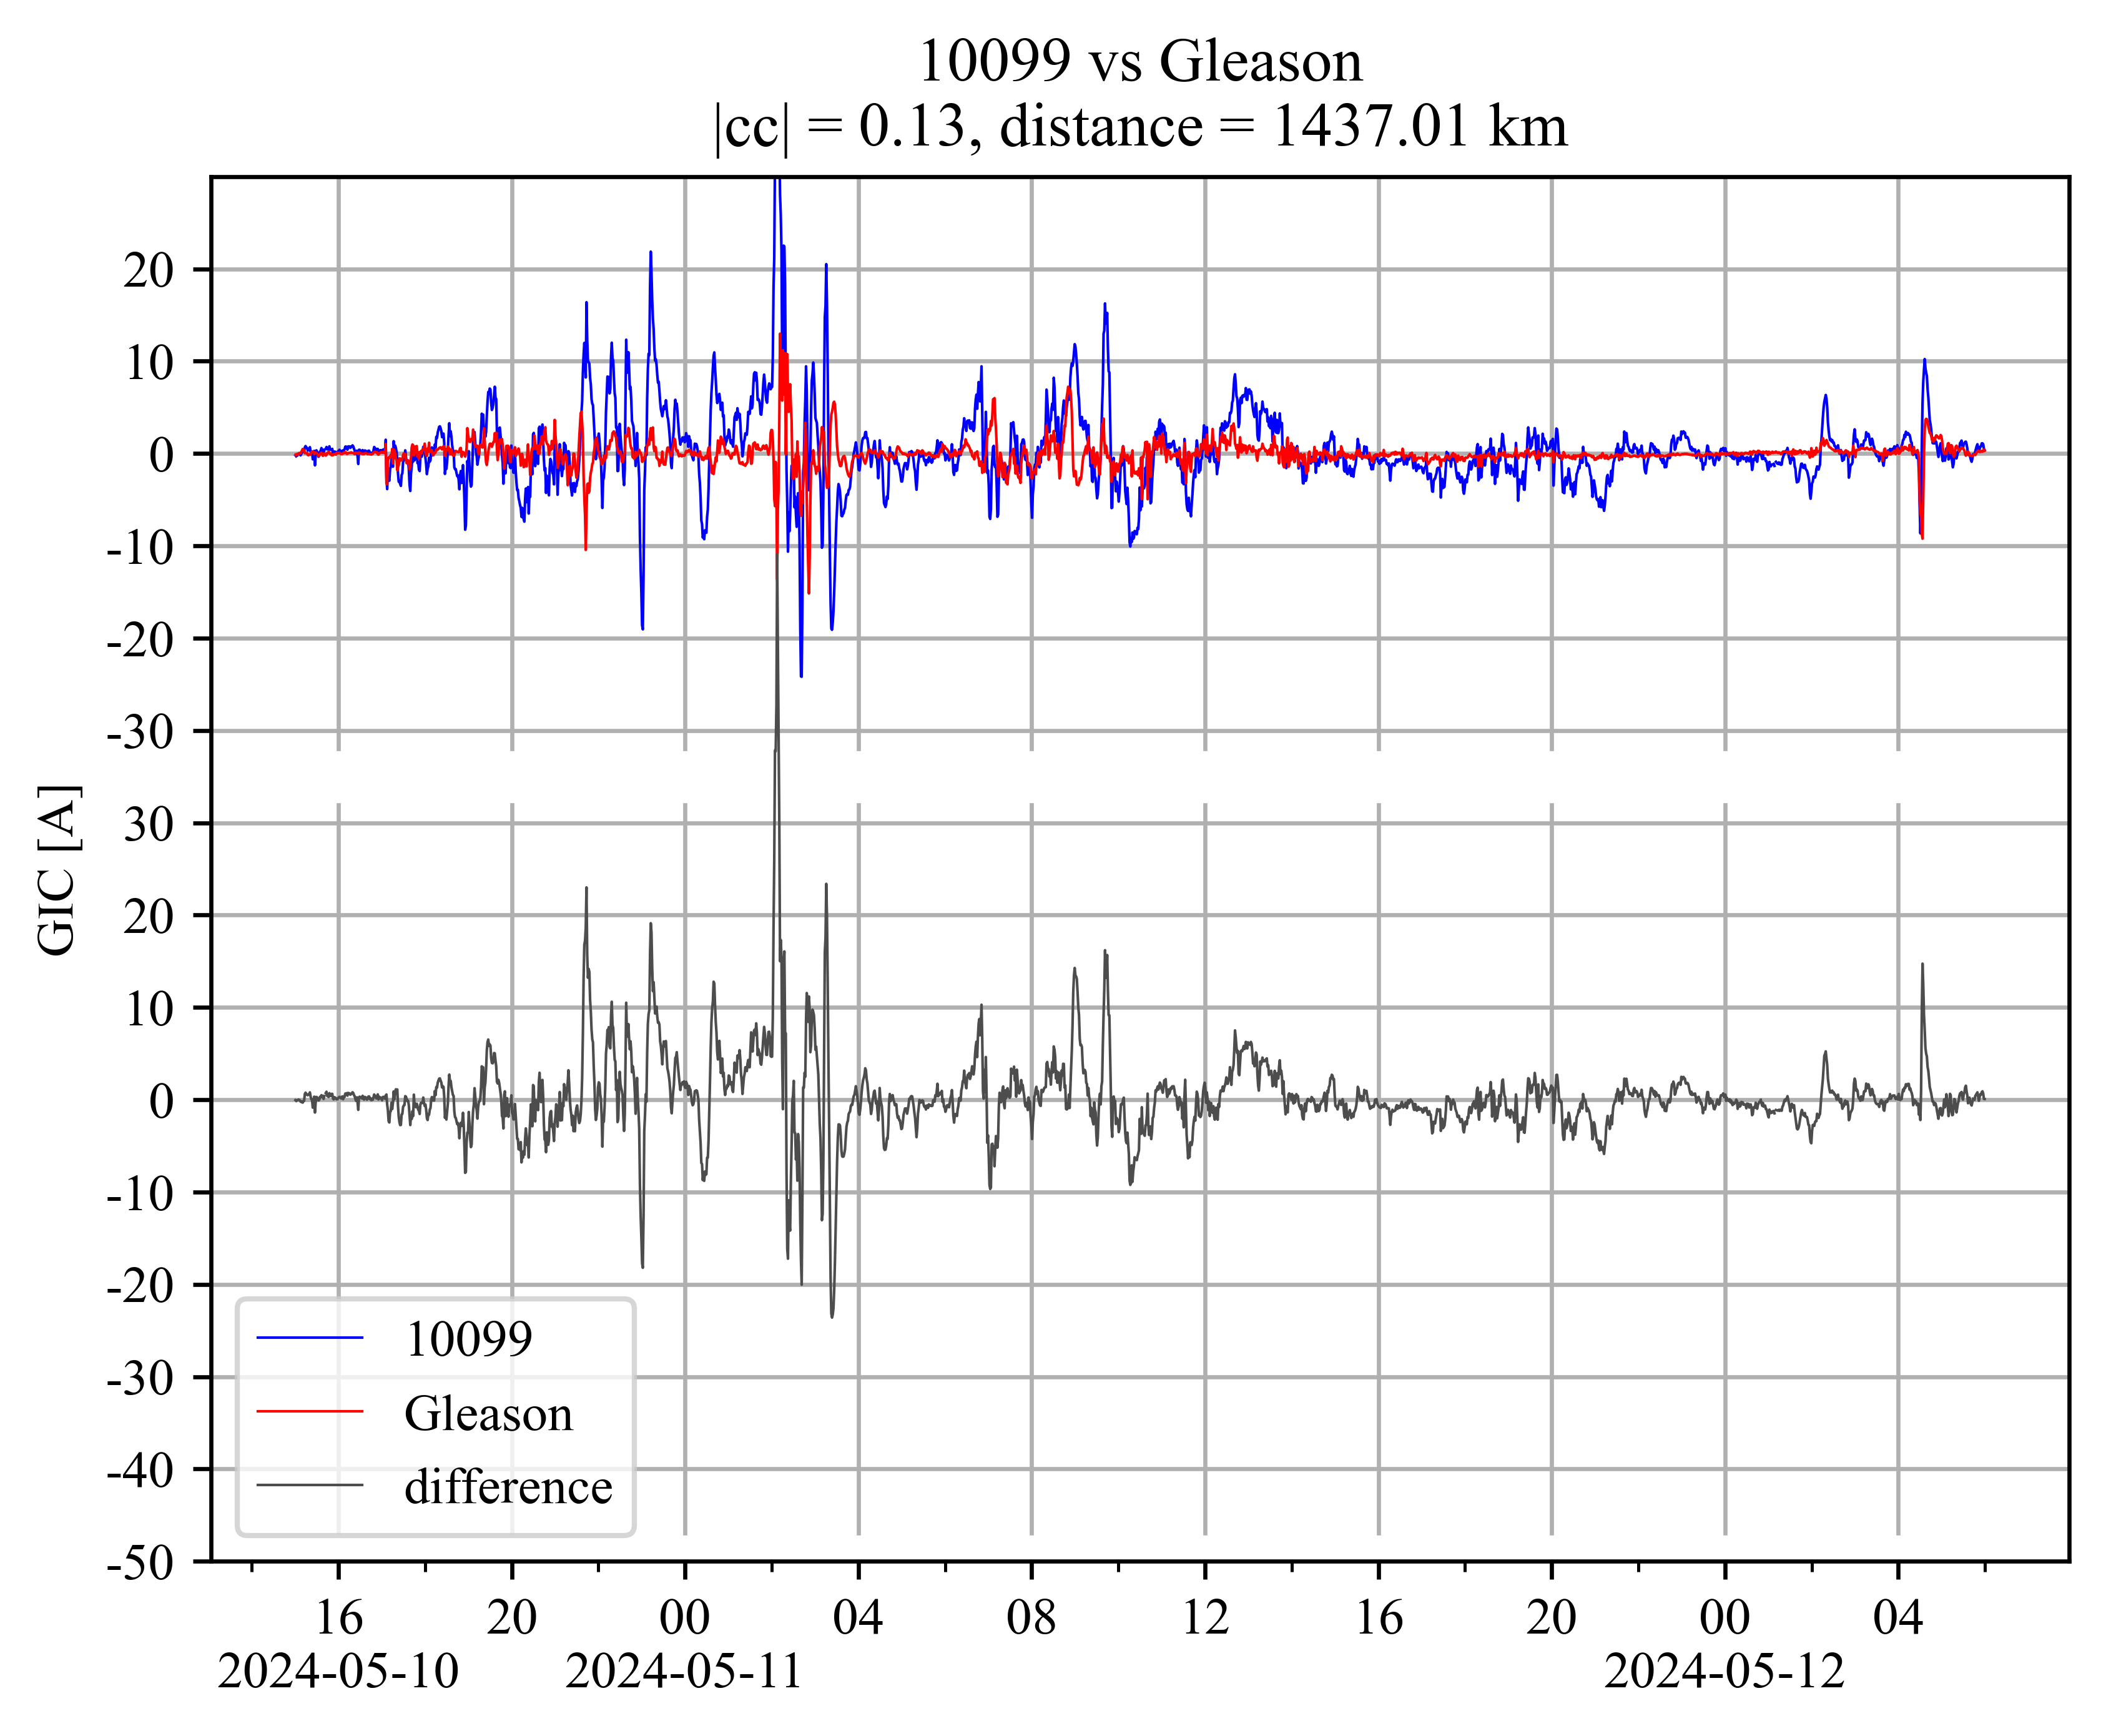 10099 vs Gleason
|cc| = 0.13, distance = 1437.01 km
20
10
0
-10
-20
-30
30
20
10
0
-10
-20
-30
-40
-50
GIC [A]
10099
Gleason
difference
16 20 00 04 08 12 16 20 00 04
2024-05-10 2024-05-11 2024-05-12